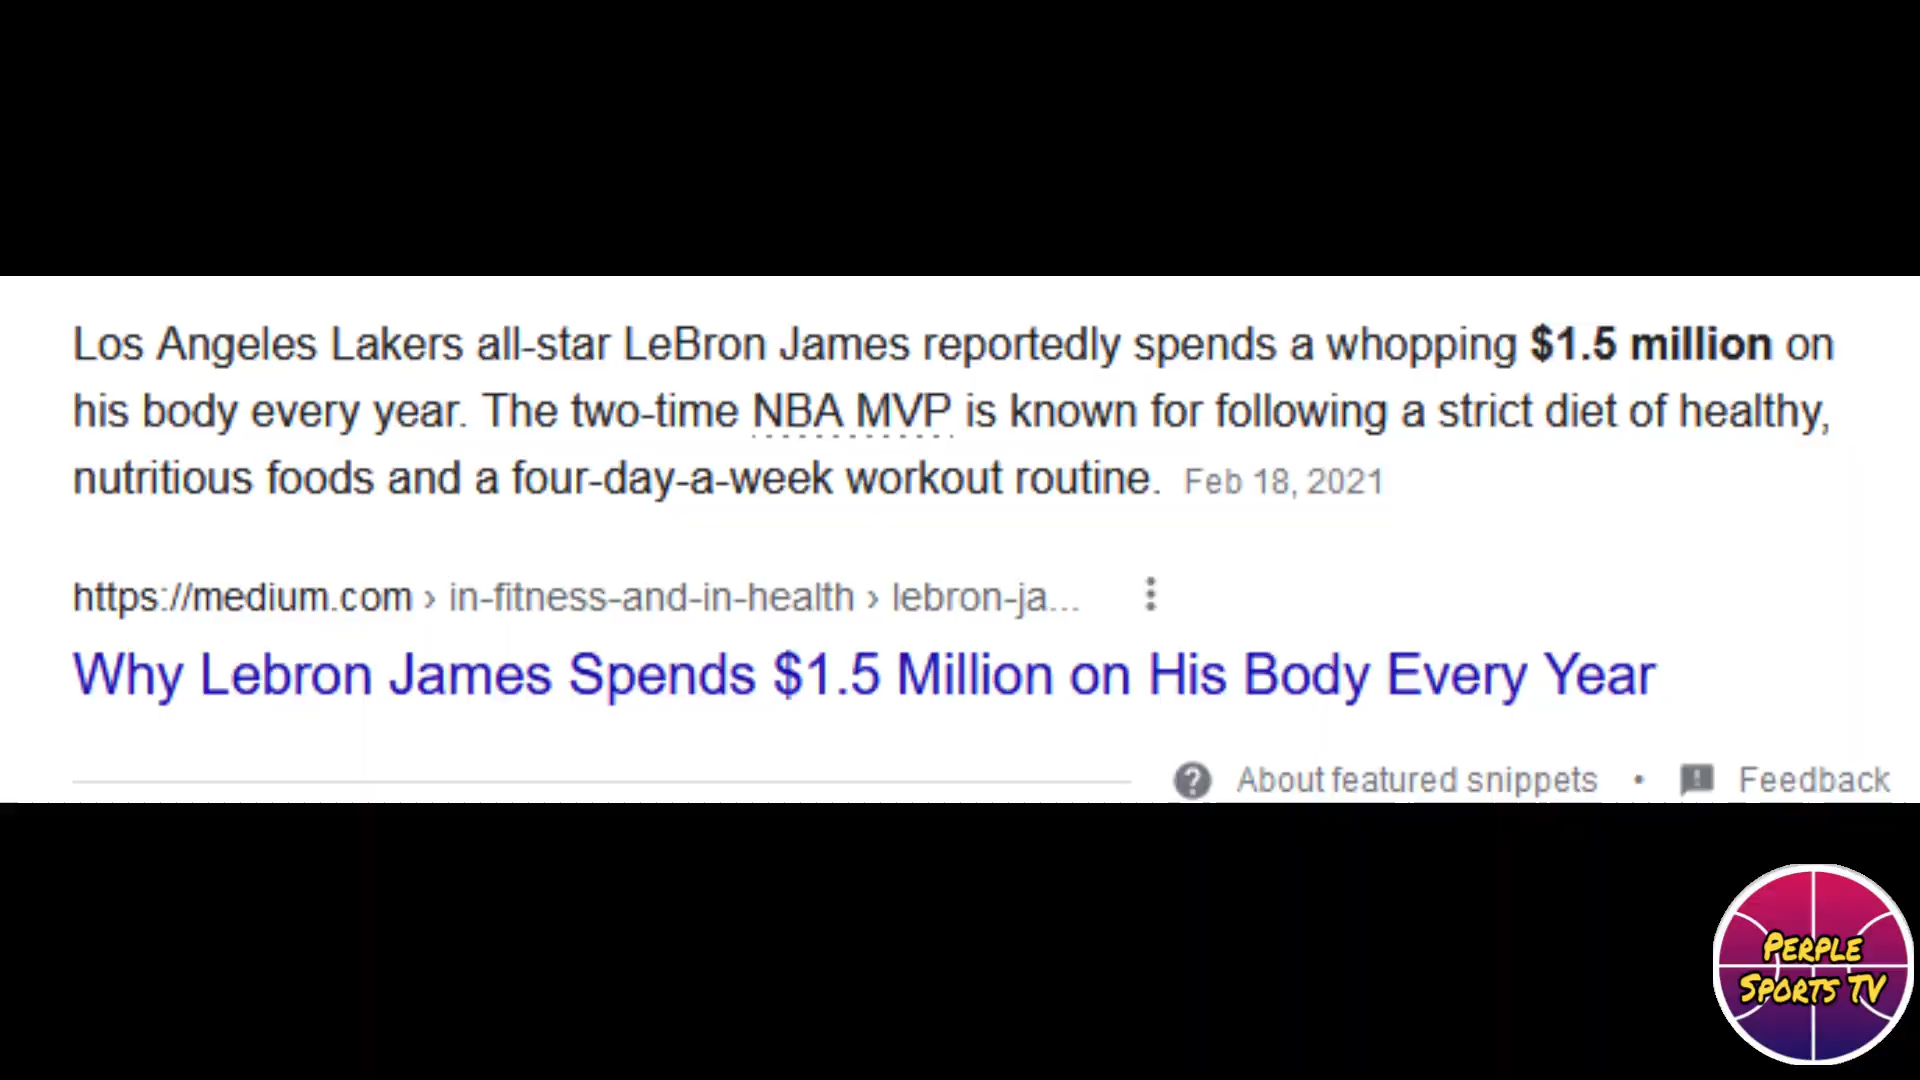 Los Angeles Lakers all-star LeBron James reportedly spends a whopping $1.5 million on
his body every year. The two-time NBA MVP is known for following a strict diet of healthy,
nutritious foods and a four-day-a-week workout routine. Feb 18, 2021
https://medium.com › in-fitness-and-in-health › lebron-ja...
Why Lebron James Spends $1.5 Million on His Body Every Year
About featured snippets • Feedback
PERPLE
SPORTS TV